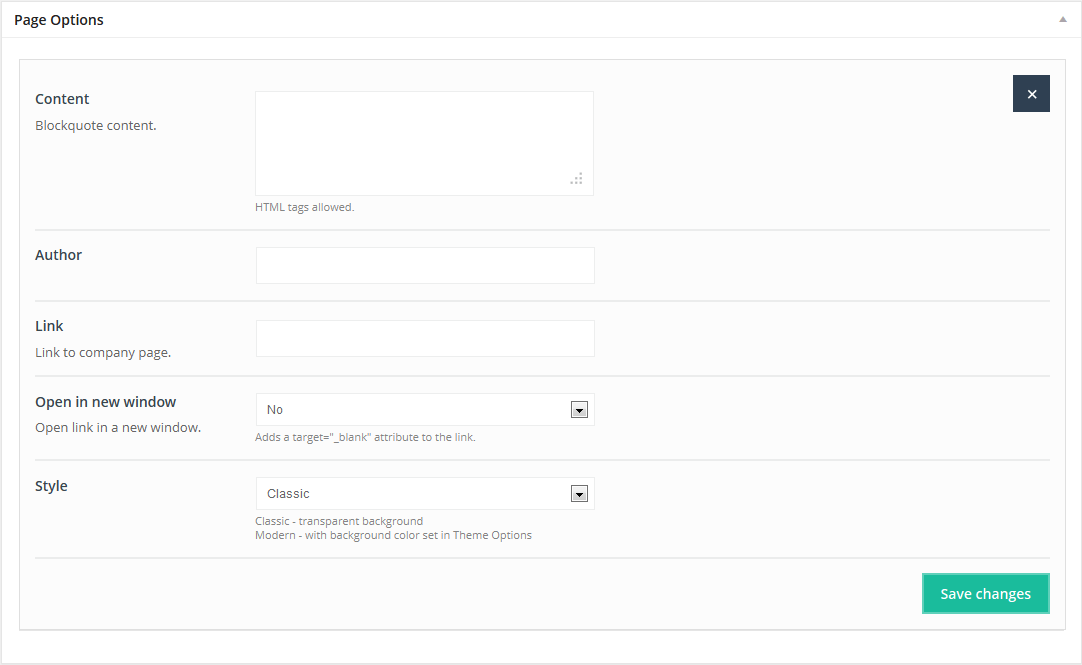 Page Options
Content
Blockquote content.
HTML tags allowed.
Author
Link
Link to company page.
Open in new window
Open link in a new window.
No
Adds a target="_blank" attribute to the link.
Style
Classic
Classic - transparent background
Modern - with background color set in Theme Options
Save changes